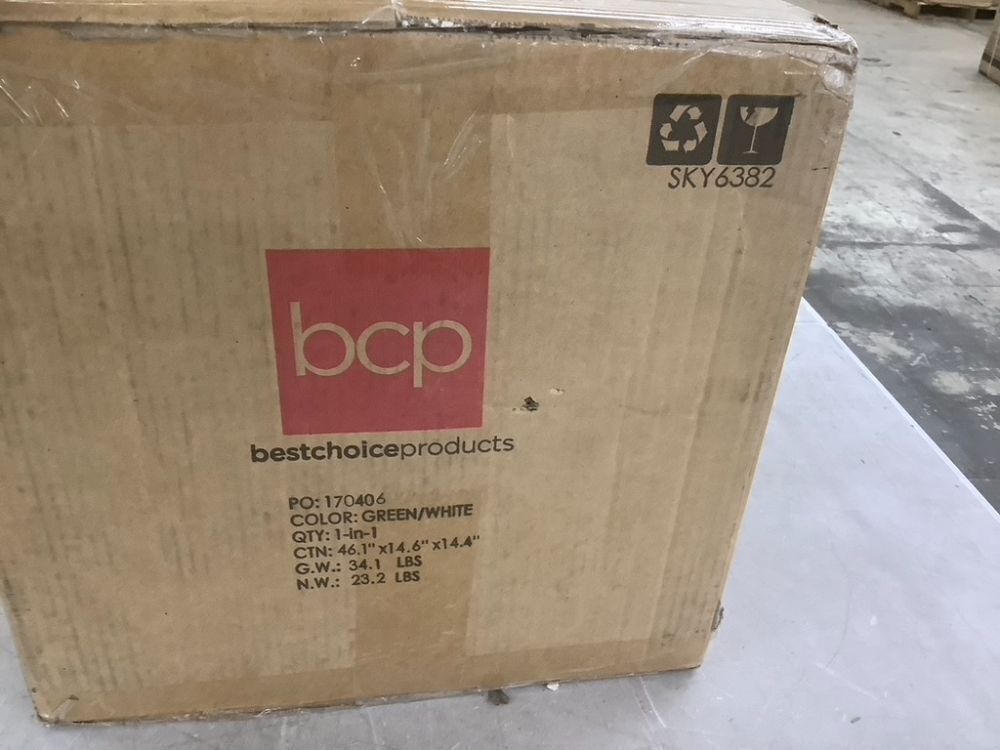 SKY6382
bcp
bestchoiceproducts
PO: 170406
COLOR: GREEN/WHITE
QTY: 1-in-1
CTN: 46.1" x14.6" x14.4"
G.W.: 34.1 LBS
N.W.: 23.2 LBS